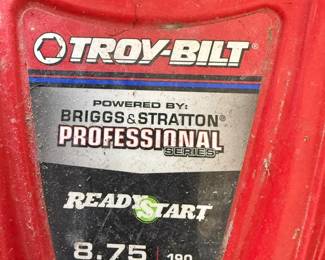 TROY-BILT®
POWERED BY:
BRIGGS & STRATTON®
PROFESSIONAL
SERIES
READY START
8.75 190